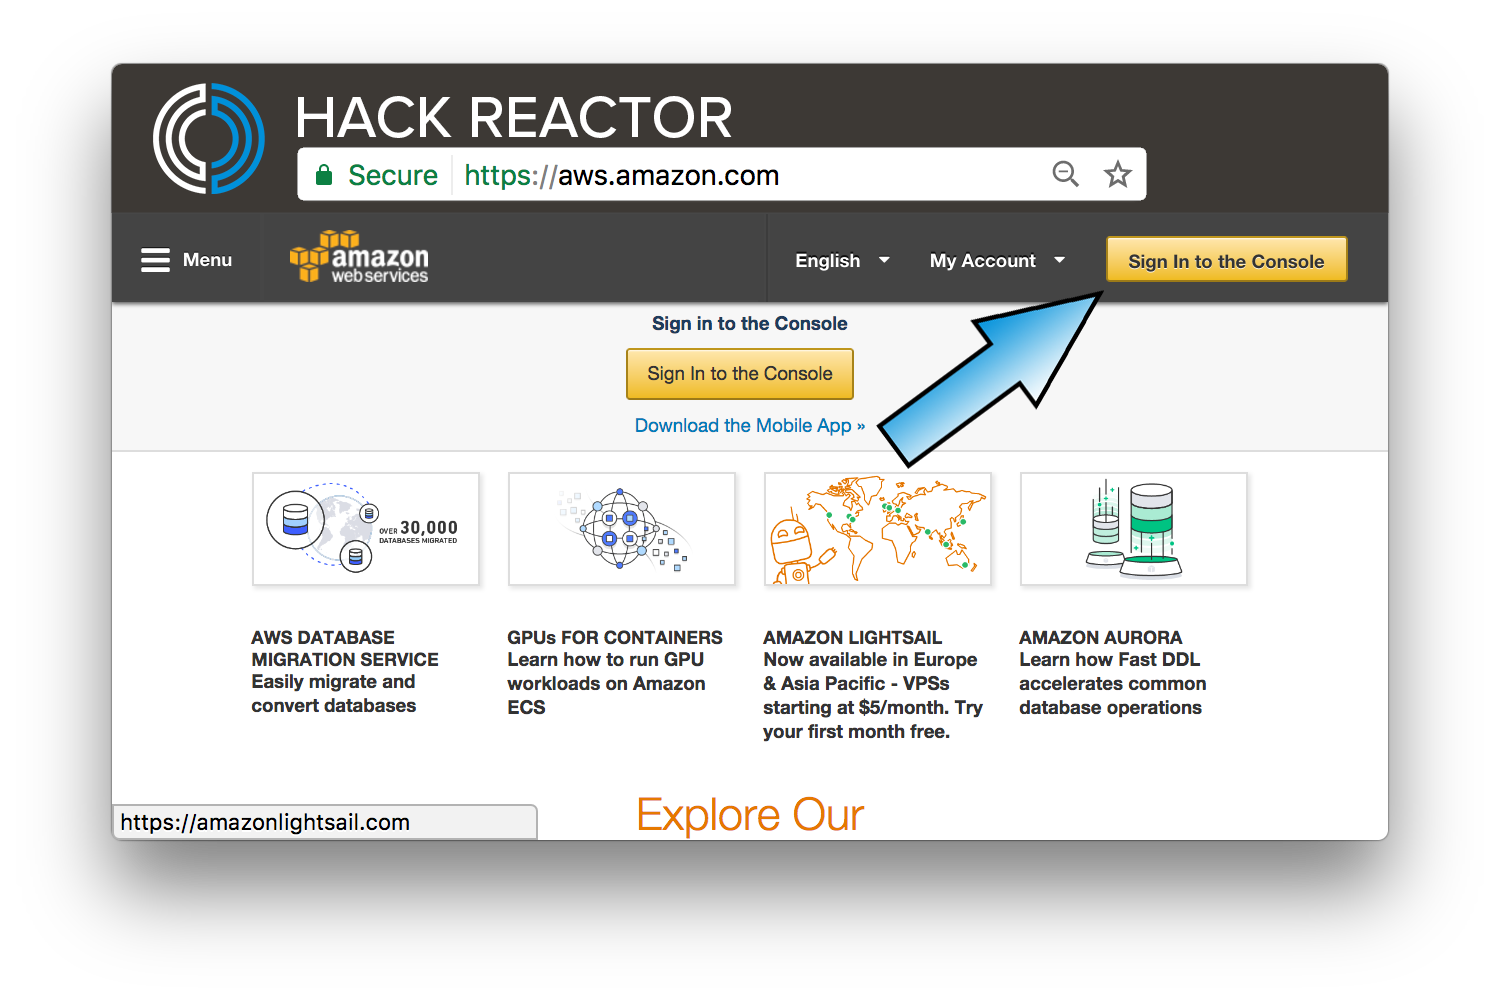 HACK REACTOR
Secure https://aws.amazon.com
Menu
amazon
webservices
English
My Account
Sign In to the Console
Sign in to the Console
Sign In to the Console
Download the Mobile App »
OVER 30,000
DATABASES MIGRATED
AWS DATABASE
MIGRATION SERVICE
Easily migrate and
convert databases
GPUs FOR CONTAINERS
Learn how to run GPU
workloads on Amazon
ECS
AMAZON LIGHTSAIL
Now available in Europe
& Asia Pacific - VPSs
starting at $5/month. Try
your first month free.
AMAZON AURORA
Learn how Fast DDL
accelerates common
database operations
Explore Our
https://amazonlightsail.com